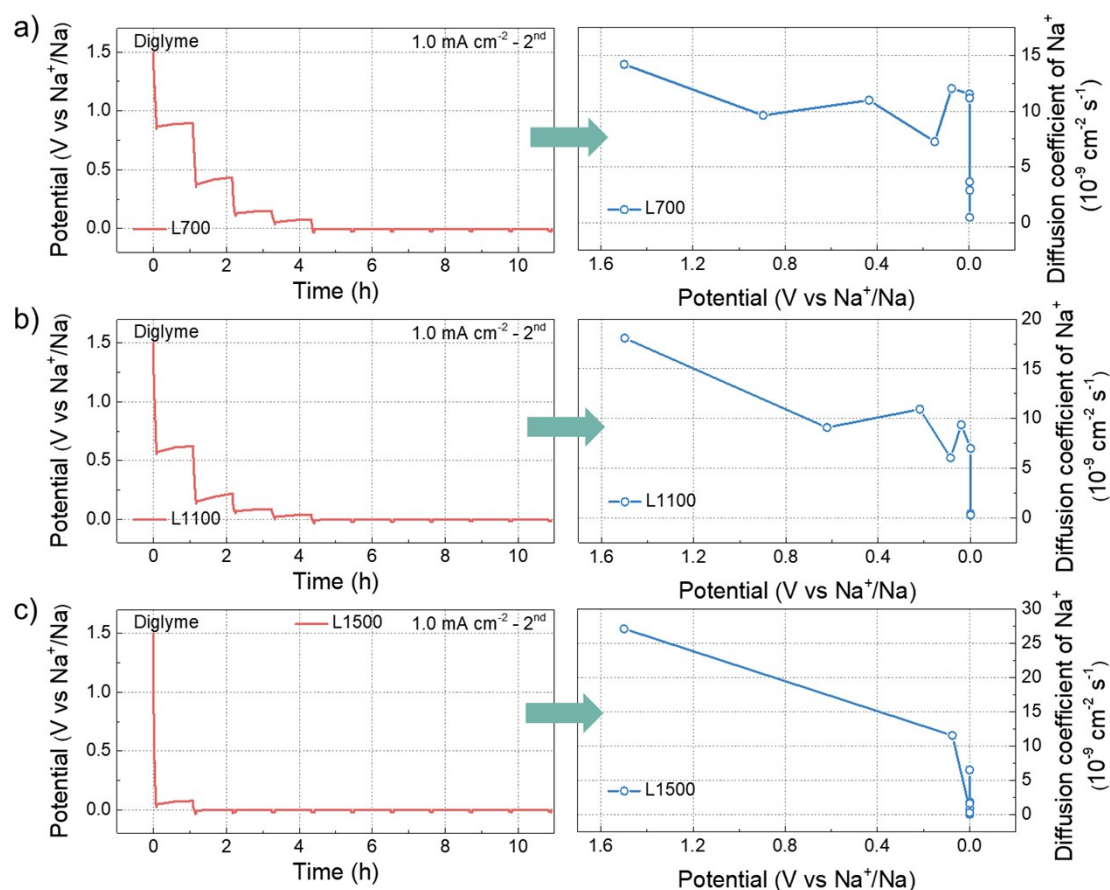 a)
Diglyme
1.0 mA cm⁻² - 2ⁿᵈ
1.5
1.0
0.5
0.0
L700
0 2 4 6 8 10
Time (h)
Potential (V vs Na⁺/Na)
L700
15
10
5
0
1.6 1.2 0.8 0.4 0.0
Potential (V vs Na⁺/Na)
Diffusion coefficient of Na⁺
(10⁻⁹ cm⁻² s⁻¹)
b)
Diglyme
1.0 mA cm⁻² - 2ⁿᵈ
1.5
1.0
0.5
0.0
L1100
0 2 4 6 8 10
Time (h)
Potential (V vs Na⁺/Na)
L1100
20
15
10
5
0
1.6 1.2 0.8 0.4 0.0
Potential (V vs Na⁺/Na)
Diffusion coefficient of Na⁺
(10⁻⁹ cm⁻² s⁻¹)
c)
Diglyme
L1500
1.0 mA cm⁻² - 2ⁿᵈ
1.5
1.0
0.5
0.0
0 2 4 6 8 10
Time (h)
Potential (V vs Na⁺/Na)
L1500
30
25
20
15
10
5
0
1.6 1.2 0.8 0.4 0.0
Potential (V vs Na⁺/Na)
Diffusion coefficient of Na⁺
(10⁻⁹ cm⁻² s⁻¹)